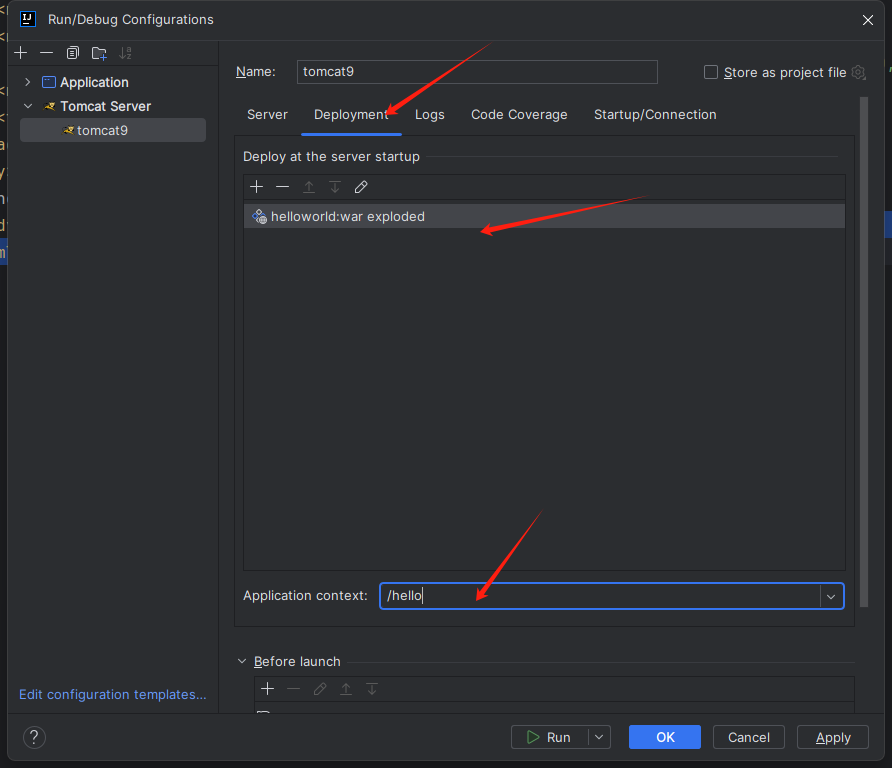 Run/Debug Configurations
Application
Tomcat Server
tomcat9
Name:
tomcat9
Store as project file
Server
Deployment
Logs
Code Coverage
Startup/Connection
Deploy at the server startup
helloworld:war exploded
Application context:
/hello
Before launch
Edit configuration templates...
?
Run
OK
Cancel
Apply